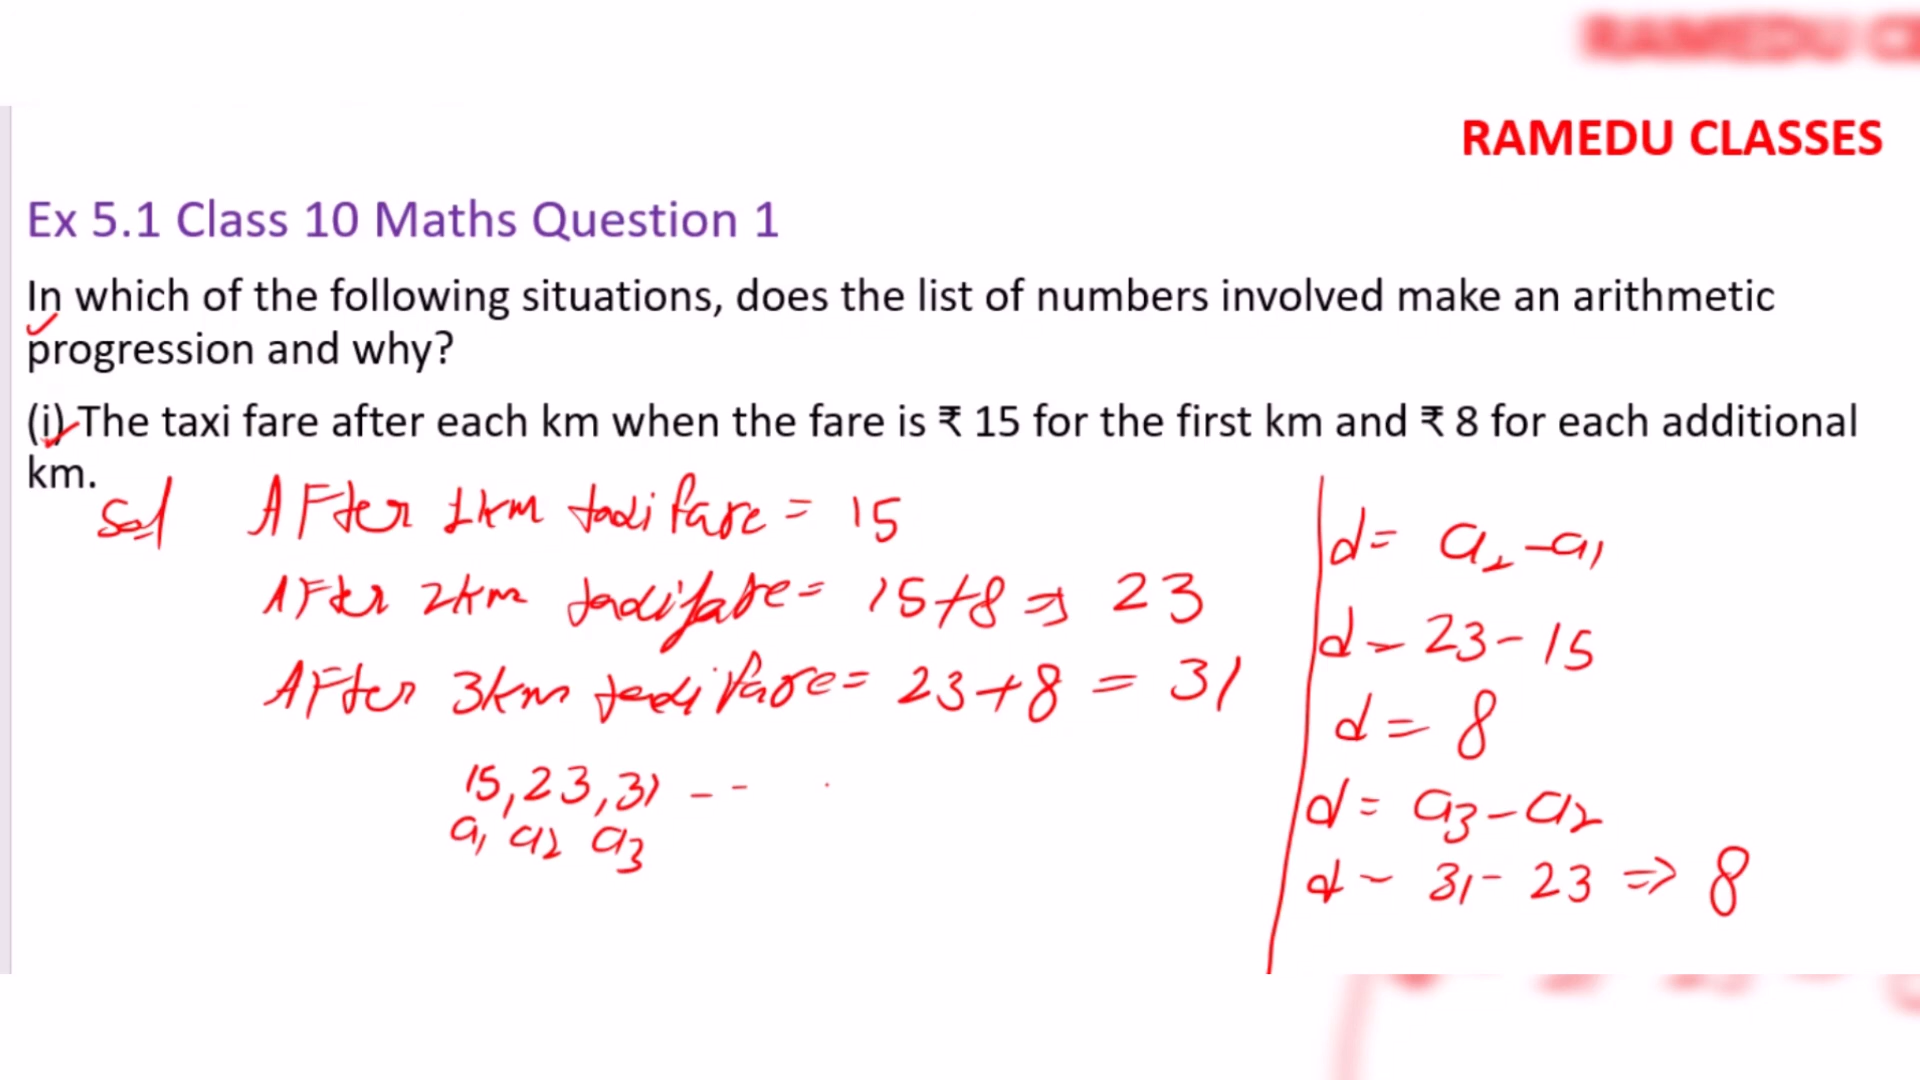 RAMEDU CLASSES
Ex 5.1 Class 10 Maths Question 1
In which of the following situations, does the list of numbers involved make an arithmetic
progression and why?
(i) The taxi fare after each km when the fare is ₹ 15 for the first km and ₹ 8 for each additional
km.
Sol After 1km taxi fare = 15
After 2km taxi fare = 15+8 ⇒ 23
After 3km taxi fare = 23+8 = 31
15, 23, 31 - -
a₁ a₂ a₃
d = a₂ - a₁
d - 23 - 15
d = 8
d = a₃ - a₂
d - 31 - 23 ⇒ 8